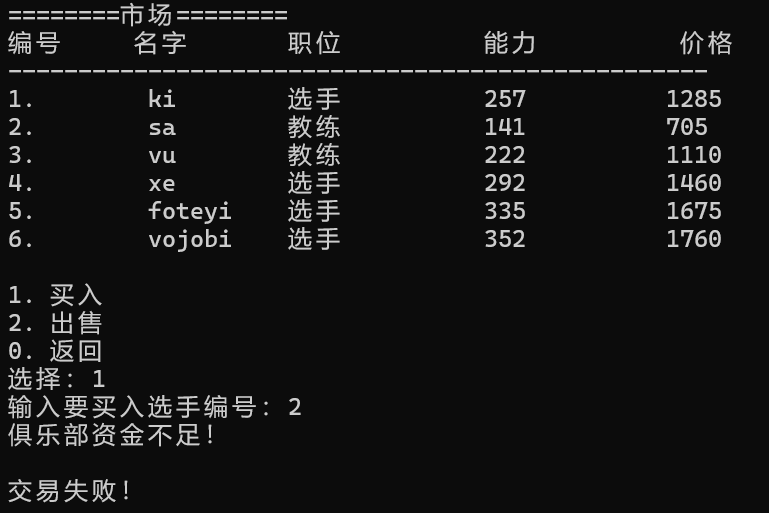 ========市场========
编号 名字 职位 能力 价格
--------------------------------------------------
1. ki 选手 257 1285
2. sa 教练 141 705
3. vu 教练 222 1110
4. xe 选手 292 1460
5. foteyi 选手 335 1675
6. vojobi 选手 352 1760
1. 买入
2. 出售
0. 返回
选择: 1
输入要买入选手编号: 2
俱乐部资金不足!
交易失败!